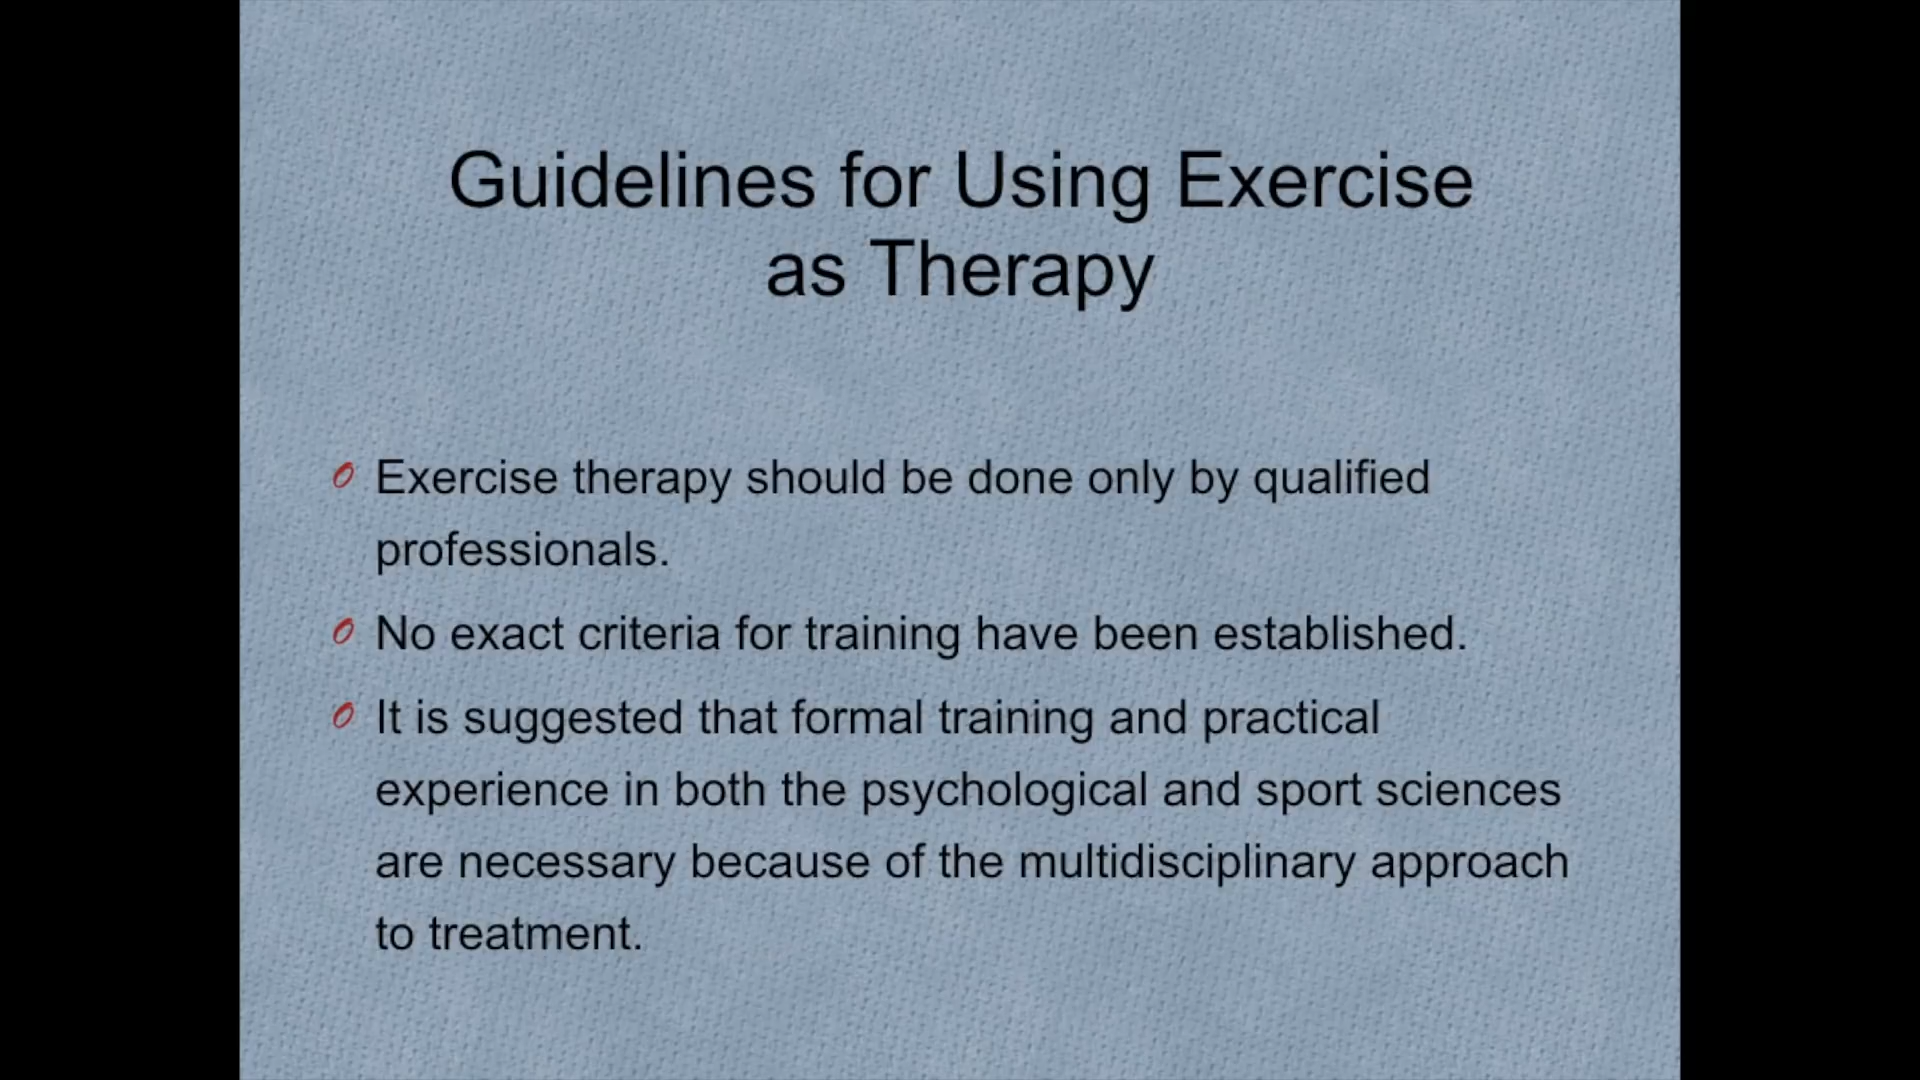 Guidelines for Using Exercise
as Therapy
Exercise therapy should be done only by qualified
professionals.
No exact criteria for training have been established.
It is suggested that formal training and practical
experience in both the psychological and sport sciences
are necessary because of the multidisciplinary approach
to treatment.